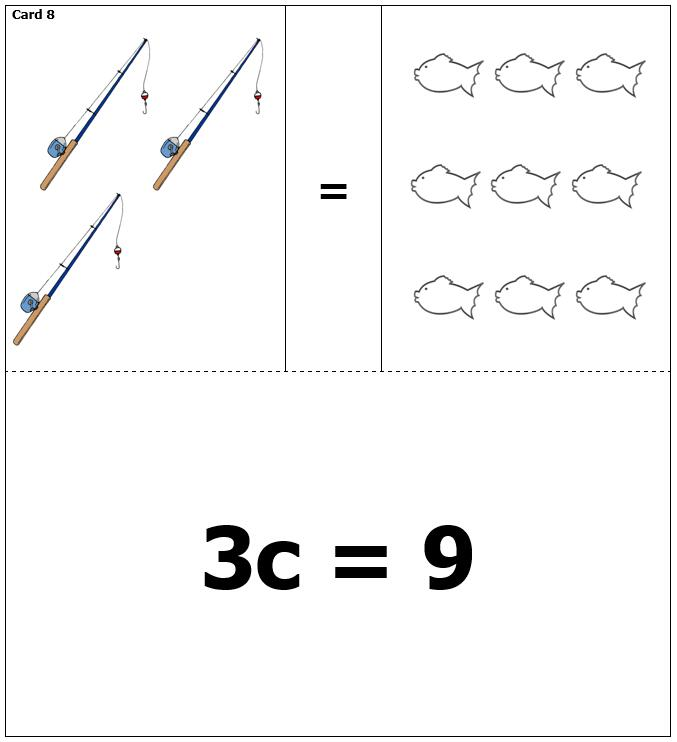 Card 8
=
3c = 9